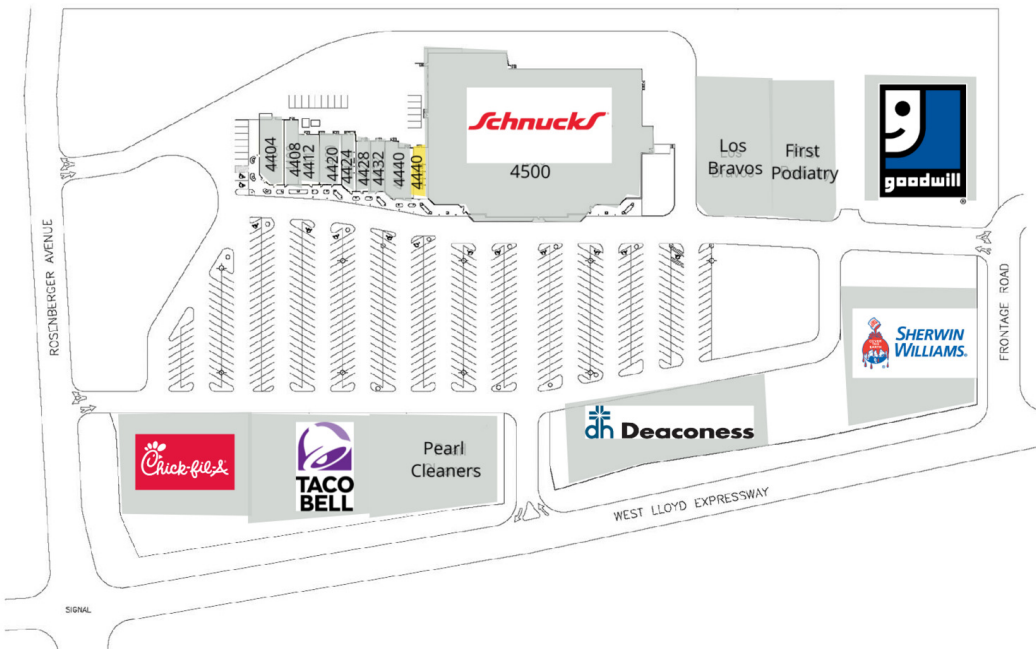 Schnucks
4500
4404
4408
4412
4420
4424
4428
4432
4440
4440
Los
Bravos
First
Podiatry
goodwill
ROSENBERGER AVENUE
FRONTAGE ROAD
SHERWIN
WILLIAMS.
Chick-fil-A
TACO
BELL
Pearl
Cleaners
dh Deaconess
WEST LLOYD EXPRESSWAY
SIGNAL